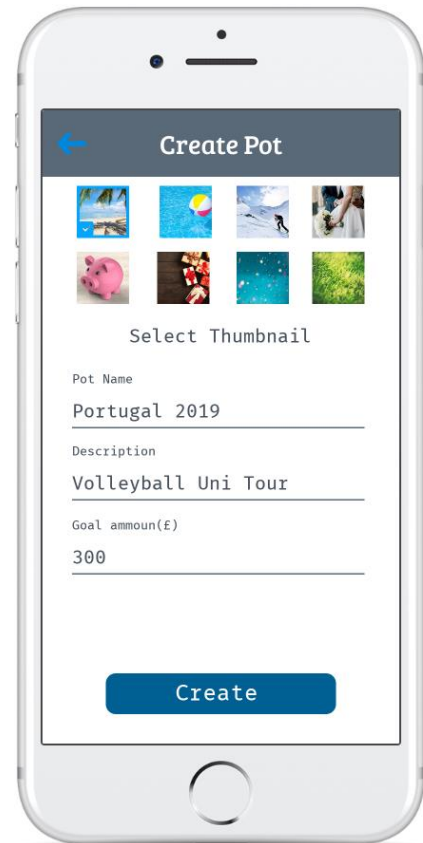 Create Pot
Select Thumbnail
Pot Name
Portugal 2019
Description
Volleyball Uni Tour
Goal ammoun(£)
300
Create